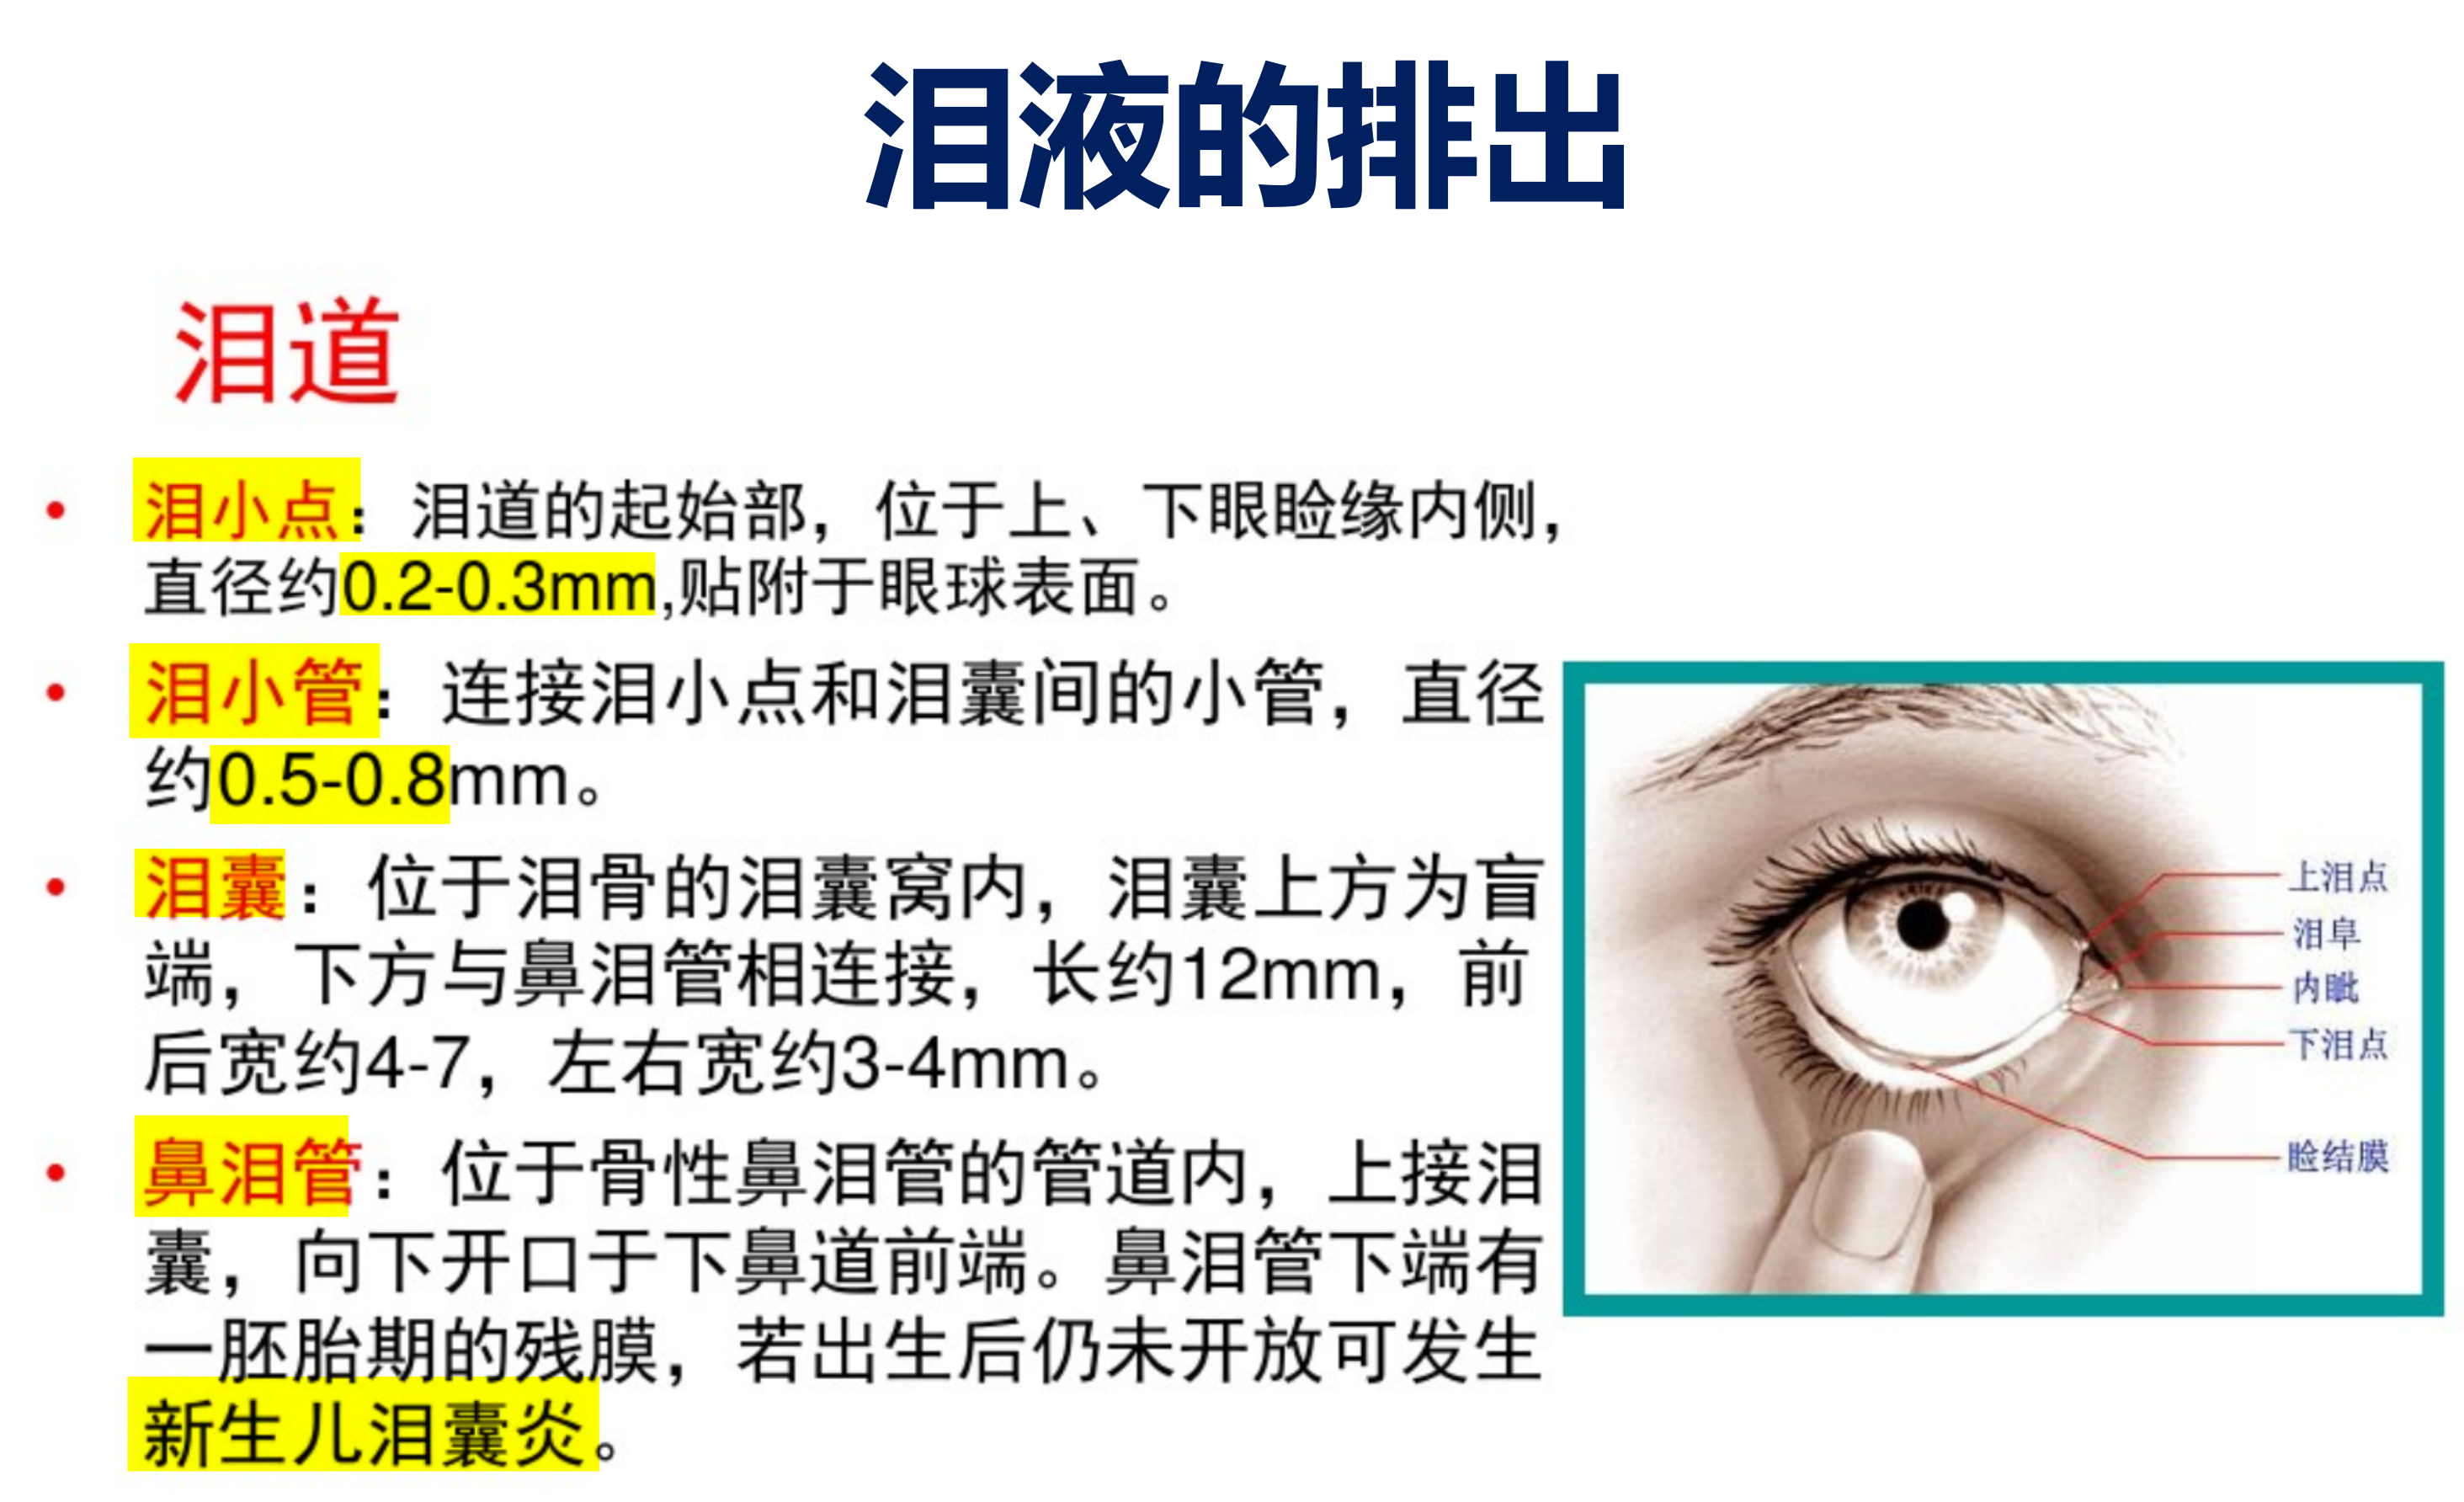 泪液的排出
泪道
• 泪小点：泪道的起始部，位于上、下眼睑缘内侧，
直径约0.2-0.3mm,贴附于眼球表面。
• 泪小管：连接泪小点和泪囊间的小管，直径
约0.5-0.8mm。
• 泪囊：位于泪骨的泪囊窝内，泪囊上方为盲
端，下方与鼻泪管相连接，长约12mm，前
后宽约4-7，左右宽约3-4mm。
• 鼻泪管：位于骨性鼻泪管的管道内，上接泪
囊，向下开口于下鼻道前端。鼻泪管下端有
一胚胎期的残膜，若出生后仍未开放可发生
新生儿泪囊炎。
上泪点
泪阜
内眦
下泪点
睑结膜